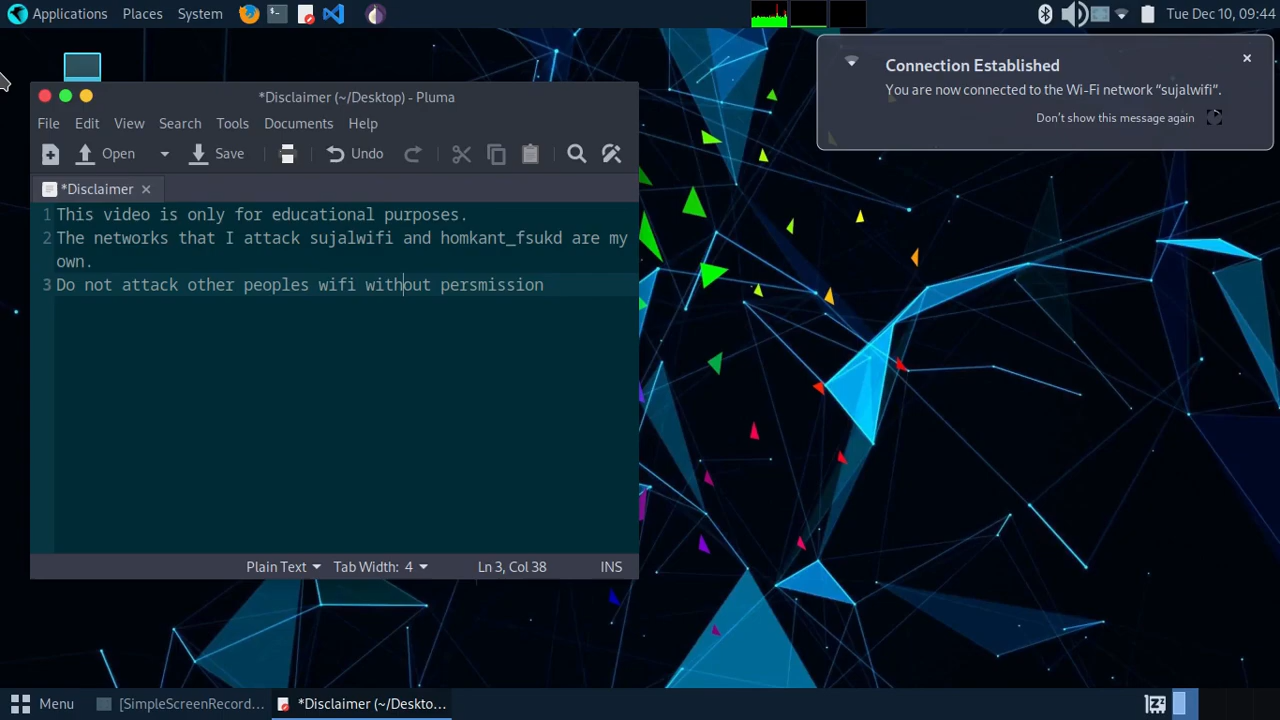 Applications Places System Tue Dec 10, 09:44
Connection Established
You are now connected to the Wi-Fi network “sujalwifi”.
Don't show this message again
*Disclaimer (~/Desktop) - Pluma
File Edit View Search Tools Documents Help
Open Save Undo
*Disclaimer
1 This video is only for educational purposes.
2 The networks that I attack sujalwifi and homkant_fsukd are my
own.
3 Do not attack other peoples wifi without persmission
Plain Text Tab Width: 4 Ln 3, Col 38 INS
Menu [SimpleScreenRecord... *Disclaimer (~/Deskto...